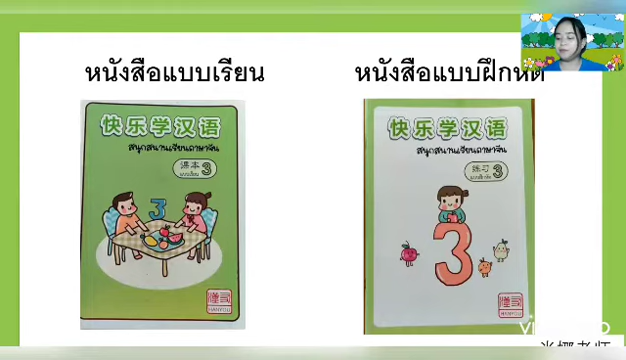 หนังสือแบบเรียน
หนังสือแบบฝึกหัด
快乐学汉语
สนุกสนานเรียนภาษาจีน
课本 3
แบบเรียน
3
HANYOU
快乐学汉语
สนุกสนานเรียนภาษาจีน
练习 3
แบบฝึกหัด
3
HANYOU